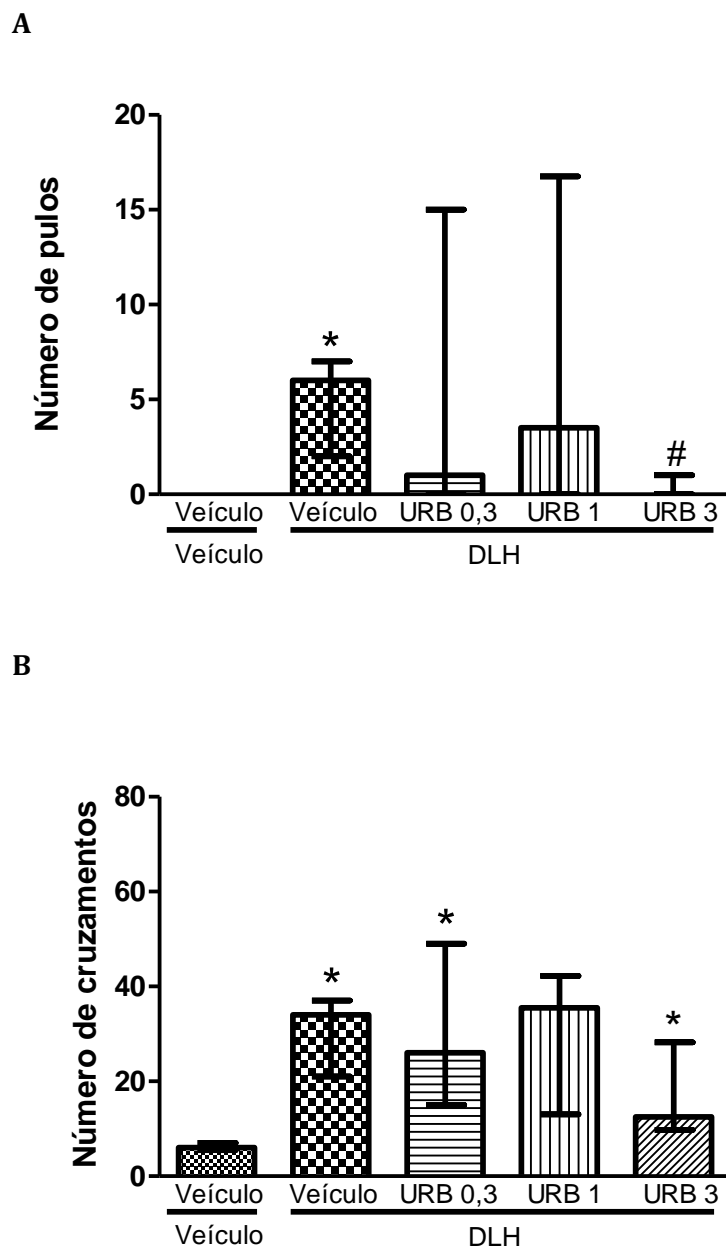 A
Número de pulos
20
15
10
5
0
*
#
Veículo Veículo URB 0,3 URB 1 URB 3
Veículo DLH
B
Número de cruzamentos
80
60
40
20
0
*
*
*
Veículo Veículo URB 0,3 URB 1 URB 3
Veículo DLH